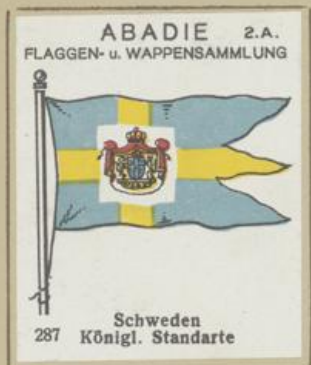 ABADIE 2.A.
FLAGGEN- u. WAPPENSAMMLUNG
Schweden
287 Königl. Standarte